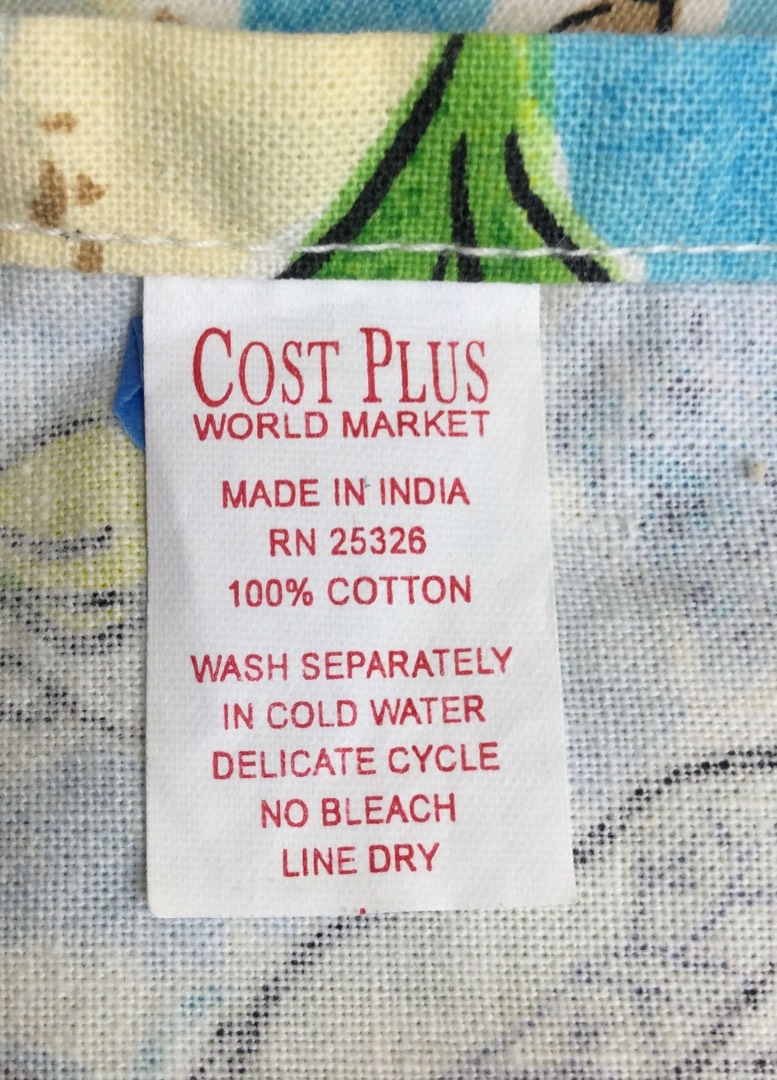 COST PLUS
WORLD MARKET
MADE IN INDIA
RN 25326
100% COTTON
WASH SEPARATELY
IN COLD WATER
DELICATE CYCLE
NO BLEACH
LINE DRY